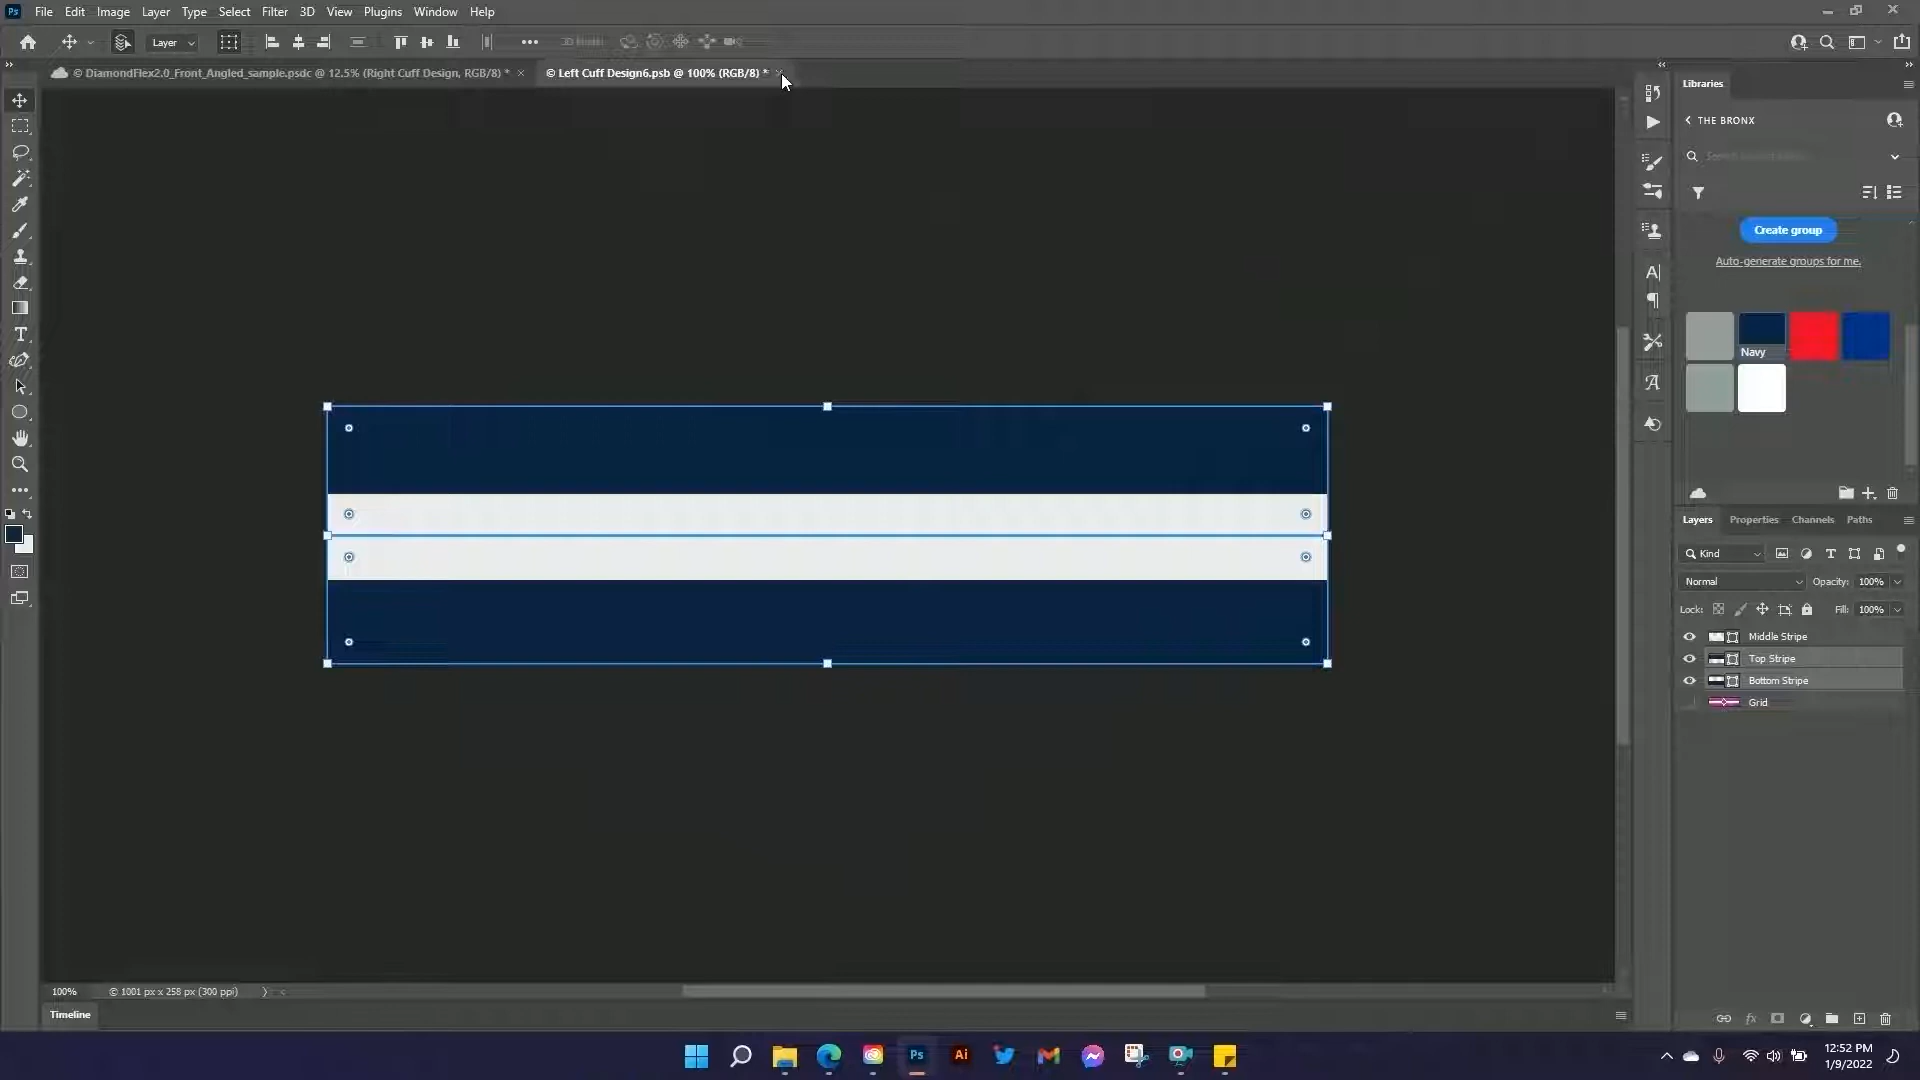 Ps File Edit Image Layer Type Select Filter 3D View Plugins Window Help
Layer
© DiamondFlex2.0_Front_Angled_sample.psdc @ 12.5% (Right Cuff Design, RGB/8) *
© Left Cuff Design6.psb @ 100% (RGB/8) *
Libraries
THE BRONX
Create group
Auto-generate groups for me.
Navy
Layers Properties Channels Paths
Kind
Normal Opacity: 100%
Lock: Fill: 100%
Middle Stripe
Top Stripe
Bottom Stripe
Grid
100% © 1001 px x 258 px (300 ppi)
Timeline
Ps Ai
12:52 PM
1/9/2022